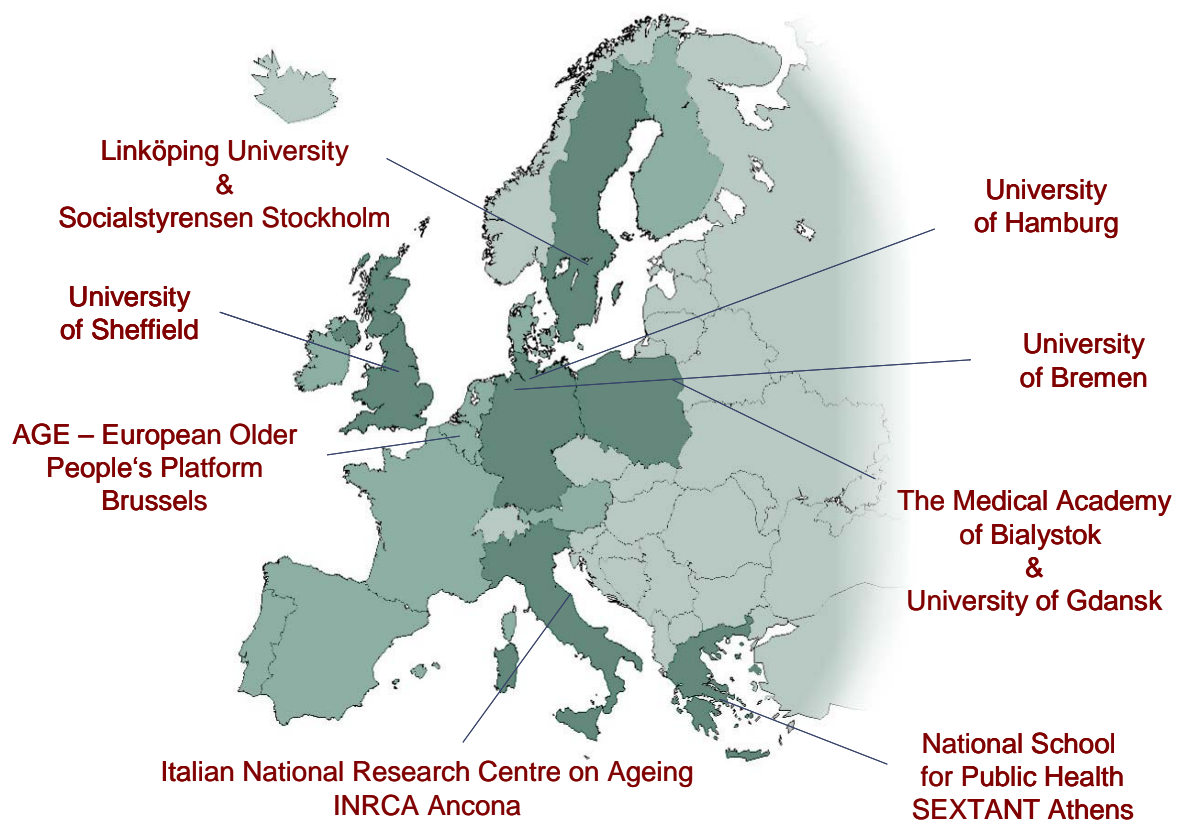 Linköping University
&
Socialstyrensen Stockholm
University
of Hamburg
University
of Sheffield
University
of Bremen
AGE – European Older
People‘s Platform
Brussels
The Medical Academy
of Bialystok
&
University of Gdansk
Italian National Research Centre on Ageing
INRCA Ancona
National School
for Public Health
SEXTANT Athens